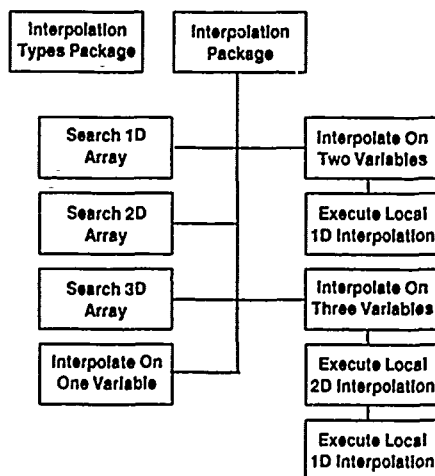 Interpolation
Types Package
Interpolation
Package
Search 1D
Array
Interpolate On
Two Variables
Search 2D
Array
Execute Local
1D Interpolation
Search 3D
Array
Interpolate On
Three Variables
Interpolate On
One Variable
Execute Local
2D Interpolation
Execute Local
1D Interpolation